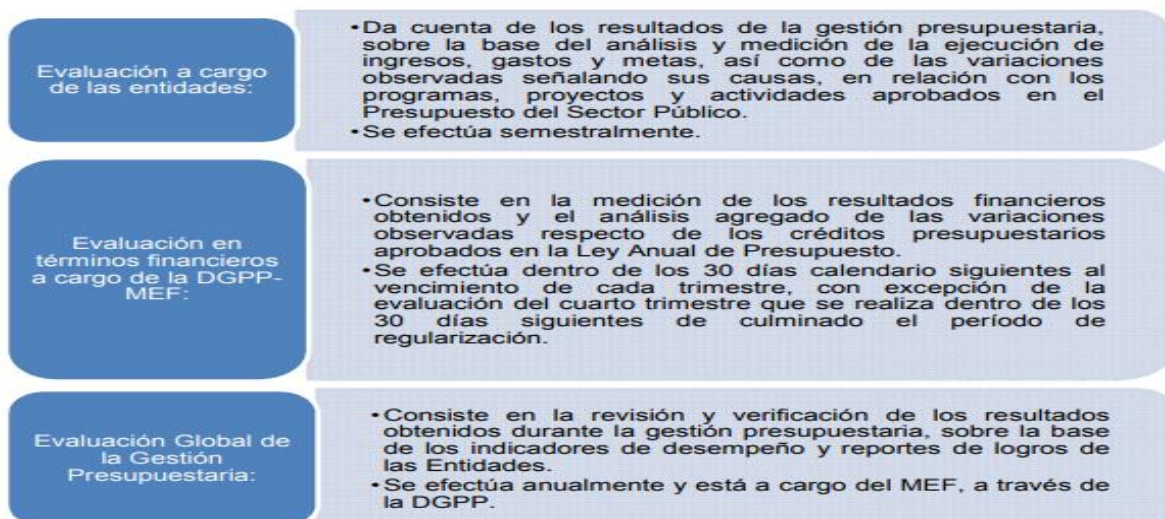 Evaluación a cargo
de las entidades:
•Da cuenta de los resultados de la gestión presupuestaria,
sobre la base del análisis y medición de la ejecución de
ingresos, gastos y metas, así como de las variaciones
observadas señalando sus causas, en relación con los
programas, proyectos y actividades aprobados en el
Presupuesto del Sector Público.
•Se efectúa semestralmente.
Evaluación en
términos financieros
a cargo de la DGPP-
MEF:
•Consiste en la medición de los resultados financieros
obtenidos y el análisis agregado de las variaciones
observadas respecto de los créditos presupuestarios
aprobados en la Ley Anual de Presupuesto.
•Se efectúa dentro de los 30 días calendario siguientes al
vencimiento de cada trimestre, con excepción de la
evaluación del cuarto trimestre que se realiza dentro de los
30 días siguientes de culminado el período de
regularización.
Evaluación Global de
la Gestión
Presupuestaria:
•Consiste en la revisión y verificación de los resultados
obtenidos durante la gestión presupuestaria, sobre la base
de los indicadores de desempeño y reportes de logros de
las Entidades.
•Se efectúa anualmente y está a cargo del MEF, a través de
la DGPP.